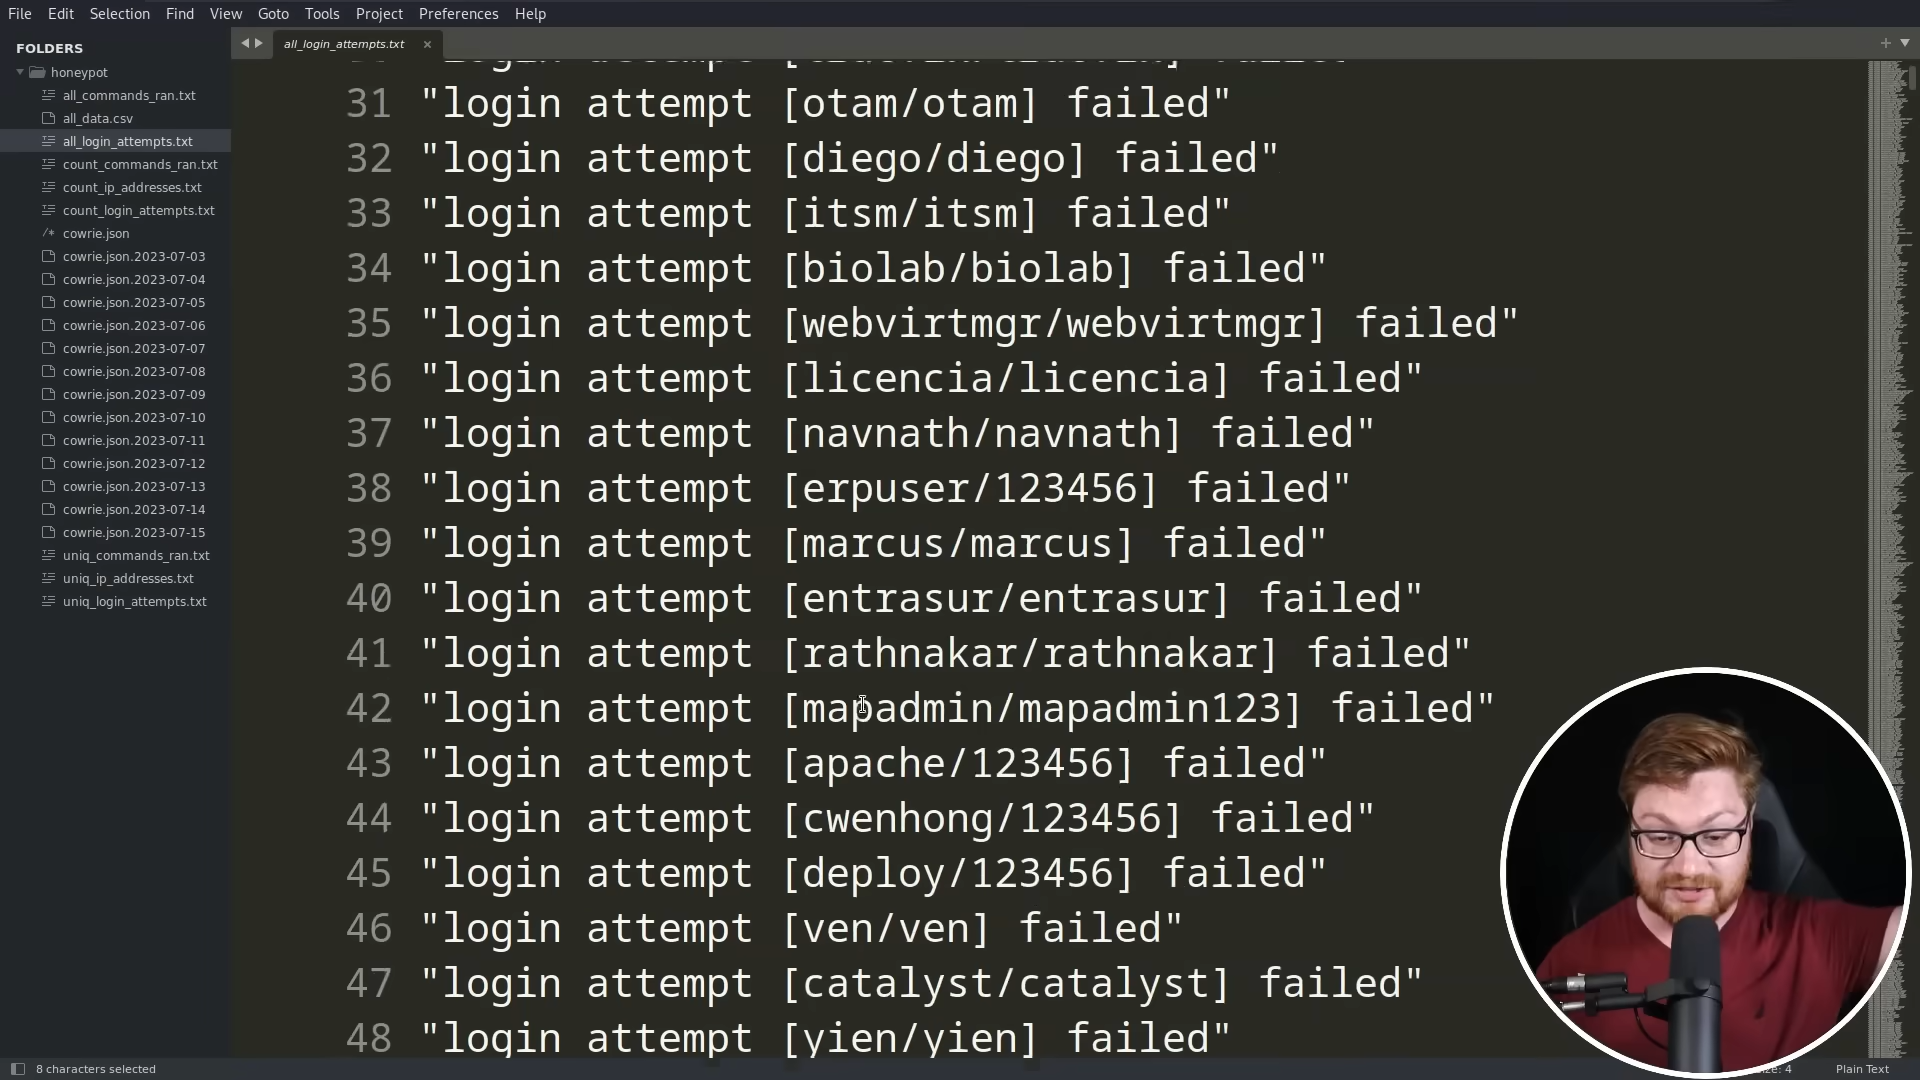 File Edit Selection Find View Goto Tools Project Preferences Help
FOLDERS
honeypot
all_commands_ran.txt
all_data.csv
all_login_attempts.txt
count_commands_ran.txt
count_ip_addresses.txt
count_login_attempts.txt
cowrie.json
cowrie.json.2023-07-03
cowrie.json.2023-07-04
cowrie.json.2023-07-05
cowrie.json.2023-07-06
cowrie.json.2023-07-07
cowrie.json.2023-07-08
cowrie.json.2023-07-09
cowrie.json.2023-07-10
cowrie.json.2023-07-11
cowrie.json.2023-07-12
cowrie.json.2023-07-13
cowrie.json.2023-07-14
cowrie.json.2023-07-15
uniq_commands_ran.txt
uniq_ip_addresses.txt
uniq_login_attempts.txt
all_login_attempts.txt
31 "login attempt [otam/otam] failed"
32 "login attempt [diego/diego] failed"
33 "login attempt [itsm/itsm] failed"
34 "login attempt [biolab/biolab] failed"
35 "login attempt [webvirtmgr/webvirtmgr] failed"
36 "login attempt [licencia/licencia] failed"
37 "login attempt [navnath/navnath] failed"
38 "login attempt [erpuser/123456] failed"
39 "login attempt [marcus/marcus] failed"
40 "login attempt [entrasur/entrasur] failed"
41 "login attempt [rathnakar/rathnakar] failed"
42 "login attempt [mapadmin/mapadmin123] failed"
43 "login attempt [apache/123456] failed"
44 "login attempt [cwenhong/123456] failed"
45 "login attempt [deploy/123456] failed"
46 "login attempt [ven/ven] failed"
47 "login attempt [catalyst/catalyst] failed"
48 "login attempt [yien/yien] failed"
8 characters selected
Plain Text